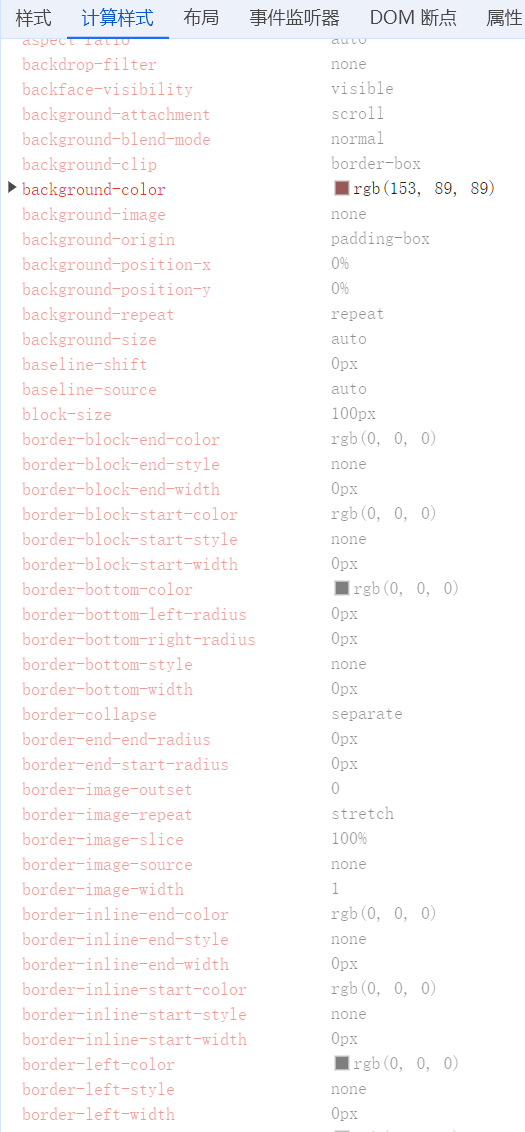 样式 计算样式 布局 事件监听器 DOM 断点 属性
aspect-ratio auto
backdrop-filter none
backface-visibility visible
background-attachment scroll
background-blend-mode normal
background-clip border-box
background-color rgb(153, 89, 89)
background-image none
background-origin padding-box
background-position-x 0%
background-position-y 0%
background-repeat repeat
background-size auto
baseline-shift 0px
baseline-source auto
block-size 100px
border-block-end-color rgb(0, 0, 0)
border-block-end-style none
border-block-end-width 0px
border-block-start-color rgb(0, 0, 0)
border-block-start-style none
border-block-start-width 0px
border-bottom-color rgb(0, 0, 0)
border-bottom-left-radius 0px
border-bottom-right-radius 0px
border-bottom-style none
border-bottom-width 0px
border-collapse separate
border-end-end-radius 0px
border-end-start-radius 0px
border-image-outset 0
border-image-repeat stretch
border-image-slice 100%
border-image-source none
border-image-width 1
border-inline-end-color rgb(0, 0, 0)
border-inline-end-style none
border-inline-end-width 0px
border-inline-start-color rgb(0, 0, 0)
border-inline-start-style none
border-inline-start-width 0px
border-left-color rgb(0, 0, 0)
border-left-style none
border-left-width 0px